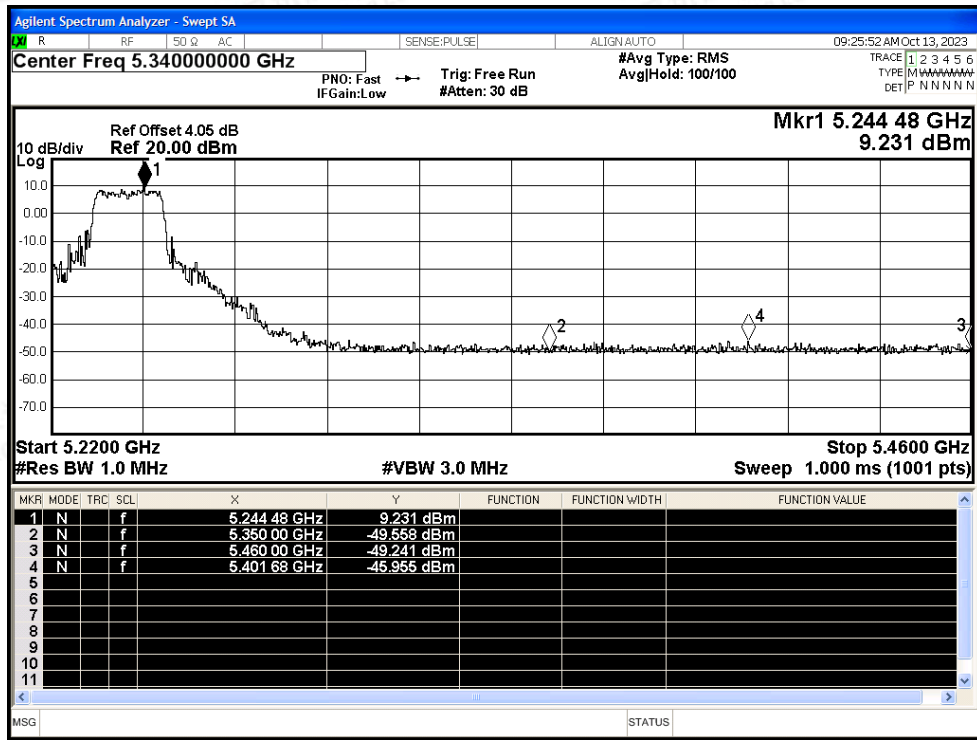 Agilent Spectrum Analyzer - Swept SA
LXI R RF 50 Ω AC SENSE:PULSE ALIGN AUTO 09:25:52 AM Oct 13, 2023
Center Freq 5.340000000 GHz #Avg Type: RMS TRACE 1 2 3 4 5 6
PNO: Fast Trig: Free Run Avg|Hold: 100/100 TYPE M WWWWW
IFGain:Low #Atten: 30 dB DET P N N N N N
Mkr1 5.244 48 GHz
Ref Offset 4.05 dB
10 dB/div Ref 20.00 dBm 9.231 dBm
Log
1
10.0
0.00
-10.0
-20.0
-30.0
-40.0 2 4 3
-50.0
-60.0
-70.0
Start 5.2200 GHz Stop 5.4600 GHz
#Res BW 1.0 MHz #VBW 3.0 MHz Sweep 1.000 ms (1001 pts)
MKR MODE TRC SCL X Y FUNCTION FUNCTION WIDTH FUNCTION VALUE
1 N f 5.244 48 GHz 9.231 dBm
2 N f 5.350 00 GHz -49.558 dBm
3 N f 5.460 00 GHz -49.241 dBm
4 N f 5.401 68 GHz -45.955 dBm
5
6
7
8
9
10
11
MSG STATUS